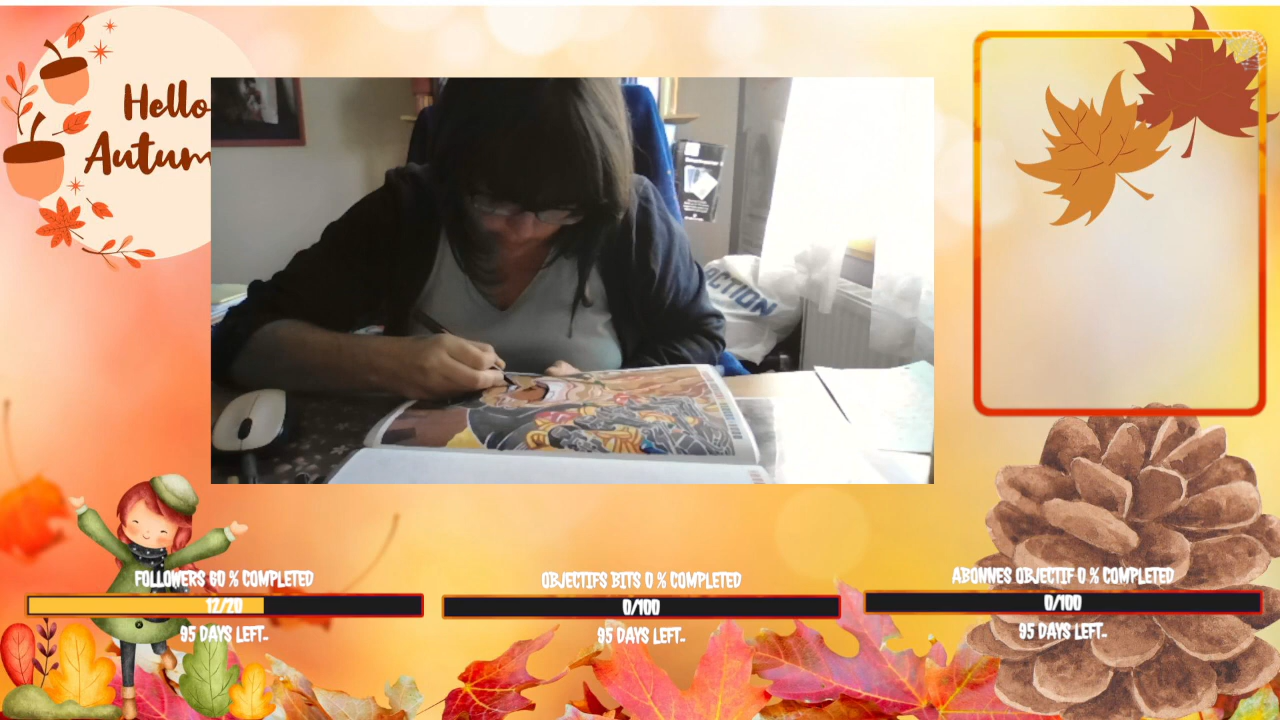 Hello
Autum
ACTION
FOLLOWERS 60 % COMPLETED
12/20
95 DAYS LEFT..
OBJECTIFS BITS 0 % COMPLETED
0/100
95 DAYS LEFT..
ABONNES OBJECTIF 0 % COMPLETED
0/100
95 DAYS LEFT..